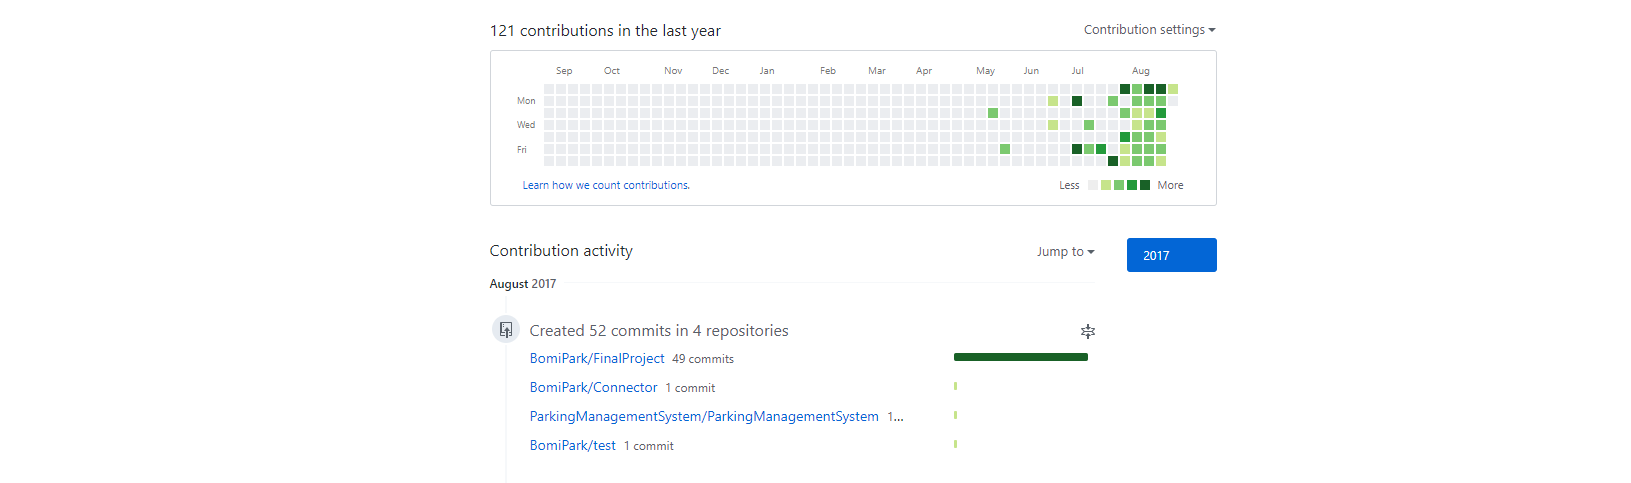 121 contributions in the last year
Contribution settings
Sep Oct Nov Dec Jan Feb Mar Apr May Jun Jul Aug
Mon
Wed
Fri
Learn how we count contributions.
Less More
Contribution activity
Jump to
2017
August 2017
Created 52 commits in 4 repositories
BomiPark/FinalProject 49 commits
BomiPark/Connector 1 commit
ParkingManagementSystem/ParkingManagementSystem 1...
BomiPark/test 1 commit